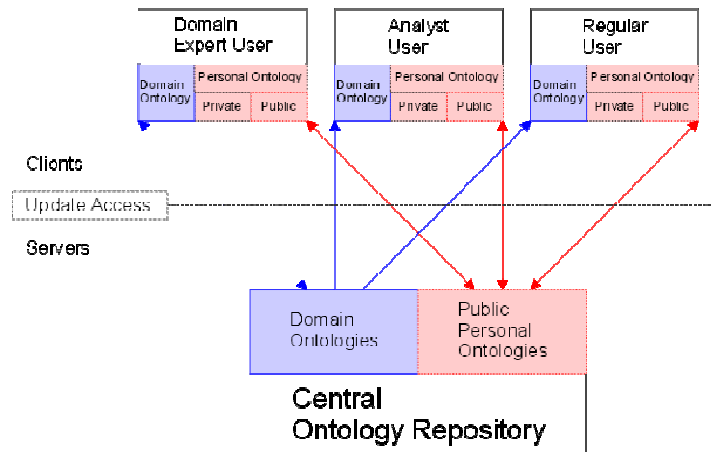 Domain
Expert User
Analyst
User
Regular
User
Domain
Ontology
Personal Ontology
Private
Public
Domain
Ontology
Personal Ontology
Private
Public
Domain
Ontology
Personal Ontology
Private
Public
Clients
Update Access
Servers
Domain
Ontologies
Public
Personal
Ontologies
Central
Ontology Repository